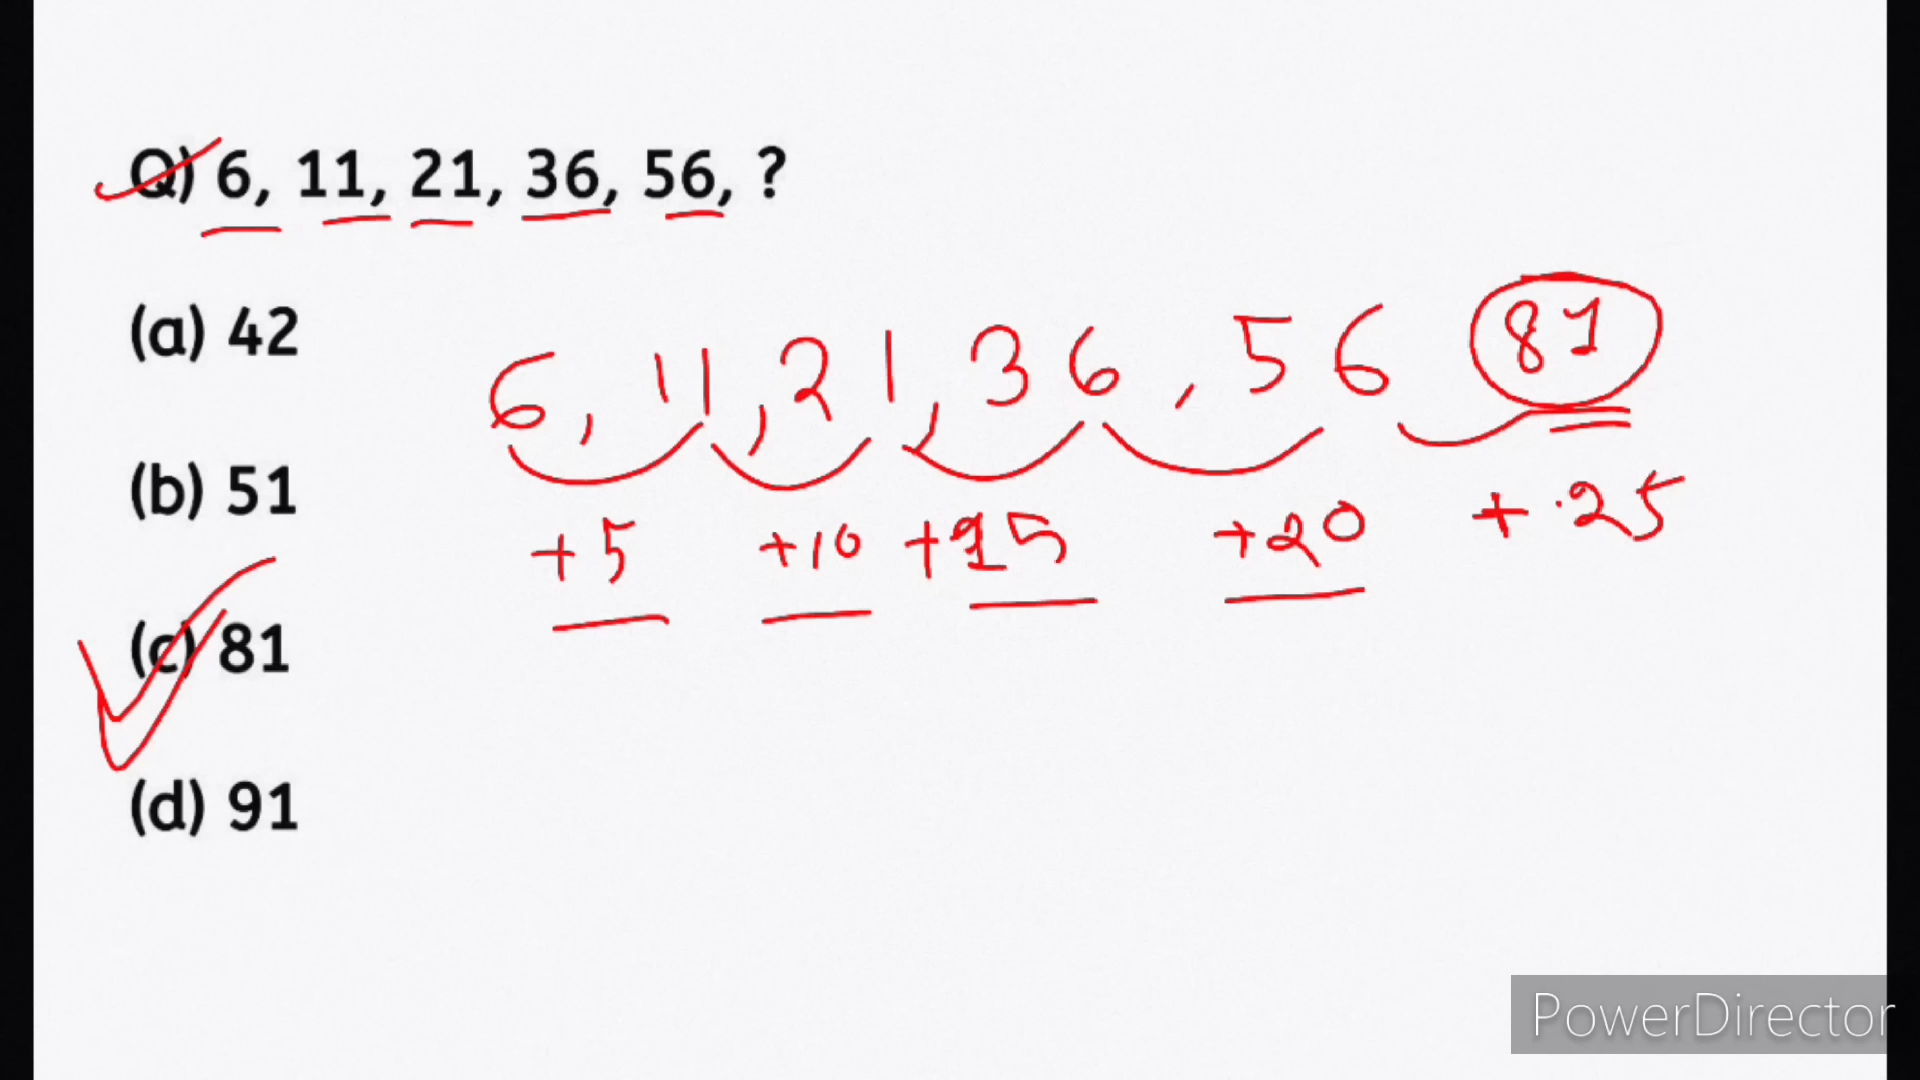 Q) 6, 11, 21, 36, 56, ?
(a) 42
6, 11, 21, 36, 56 81
(b) 51
+5 +10 +15 +20 +25
(c) 81
(d) 91
PowerDirector